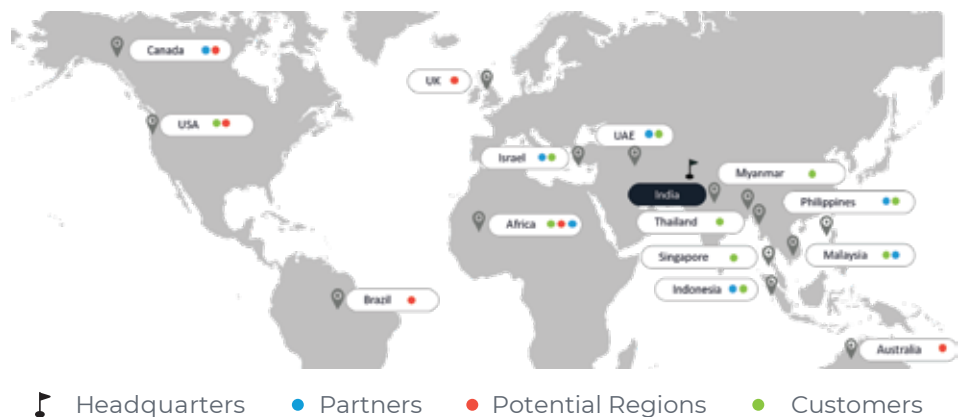 Canada
UK
USA
UAE
Israel
Myanmar
India
Philippines
Thailand
Africa
Singapore
Malaysia
Indonesia
Brazil
Australia
Headquarters
Partners
Potential Regions
Customers